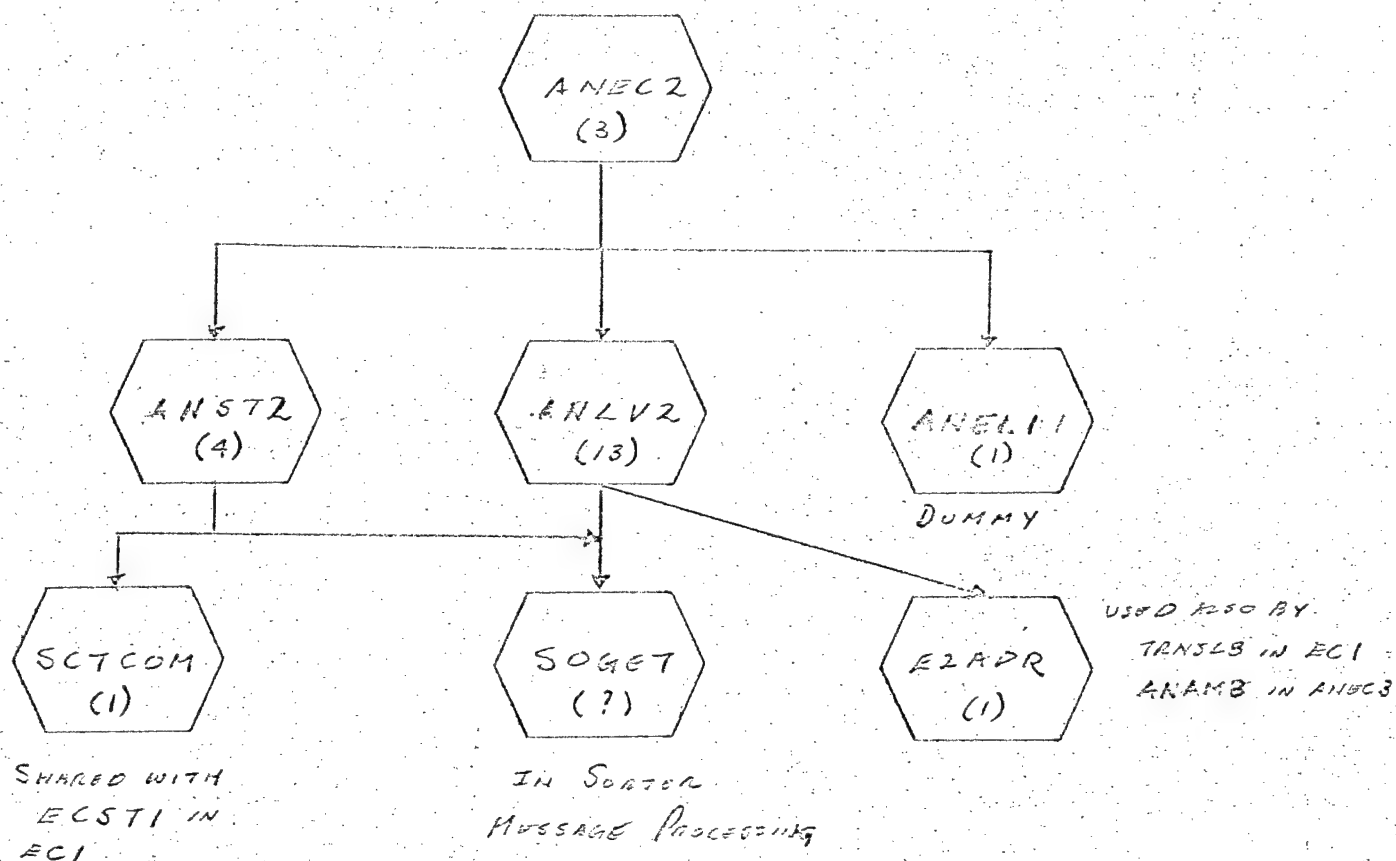 ANEC2
(3)
ANST2
(4)
ANLV2
(13)
(1)
DUMMY
SCTCOM
(1)
SOGET
(?)
E2ADR
(1)
USED ALSO BY
TRNSLB IN EC1
ANAMB IN ANEC3
SHARED WITH
ECST1 IN
EC1
IN SORTER
MESSAGE PROCESSING